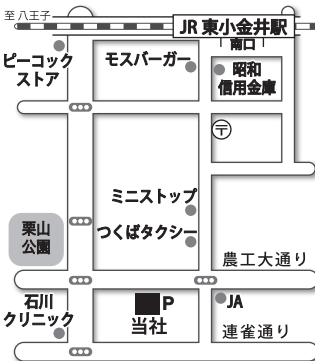 至 八王子
JR 東小金井駅
南口
ピーコック
ストア
モスバーガー
昭和
信用金庫
〒
ミニストップ
つくばタクシー
栗山
公園
農工大通り
石川
クリニック
P
当社
JA
連雀通り